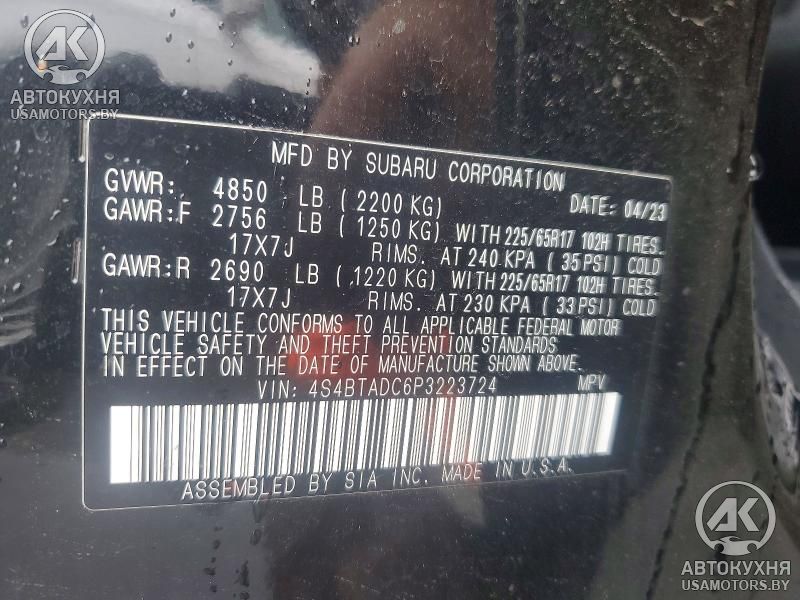 AK
АВТОКУХНЯ
USAMOTORS.BY
MFD BY SUBARU CORPORATION
GVWR: 4850 LB (2200 KG) DATE: 04/23
GAWR:F 2756 LB (1250 KG) WITH 225/65R17 102H TIRES.
17X7J RIMS. AT 240 KPA (35 PSI) COLD
GAWR:R 2690 LB (1220 KG) WITH 225/65R17 102H TIRES.
17X7J RIMS. AT 230 KPA (33 PSI) COLD
THIS VEHICLE CONFORMS TO ALL APPLICABLE FEDERAL MOTOR
VEHICLE SAFETY AND THEFT PREVENTION STANDARDS
IN EFFECT ON THE DATE OF MANUFACTURE SHOWN ABOVE.
VIN: 4S4BTADC6P3223724 MPV
ASSEMBLED BY SIA INC. MADE IN U.S.A.
AK
АВТОКУХНЯ
USAMOTORS.BY